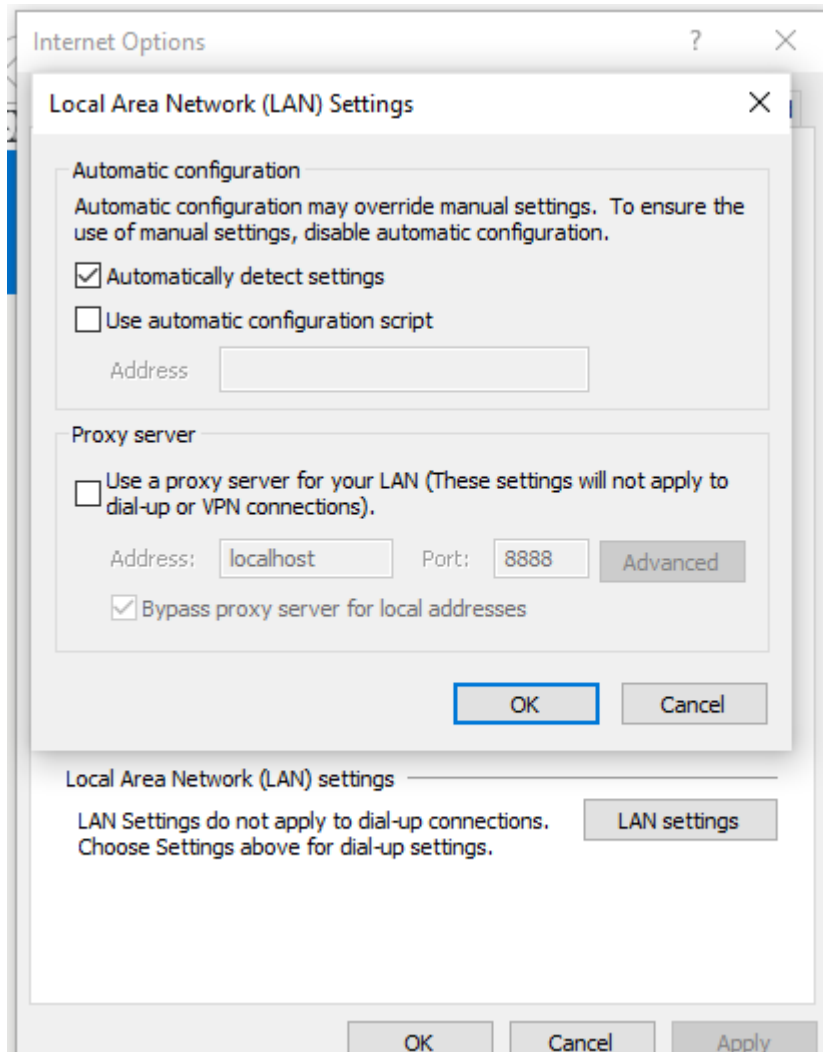 Internet Options
Local Area Network (LAN) Settings
Automatic configuration
Automatic configuration may override manual settings. To ensure the
use of manual settings, disable automatic configuration.
Automatically detect settings
Use automatic configuration script
Address
Proxy server
Use a proxy server for your LAN (These settings will not apply to
dial-up or VPN connections).
Address: localhost Port: 8888 Advanced
Bypass proxy server for local addresses
OK Cancel
Local Area Network (LAN) settings
LAN Settings do not apply to dial-up connections. LAN settings
Choose Settings above for dial-up settings.
OK Cancel Apply